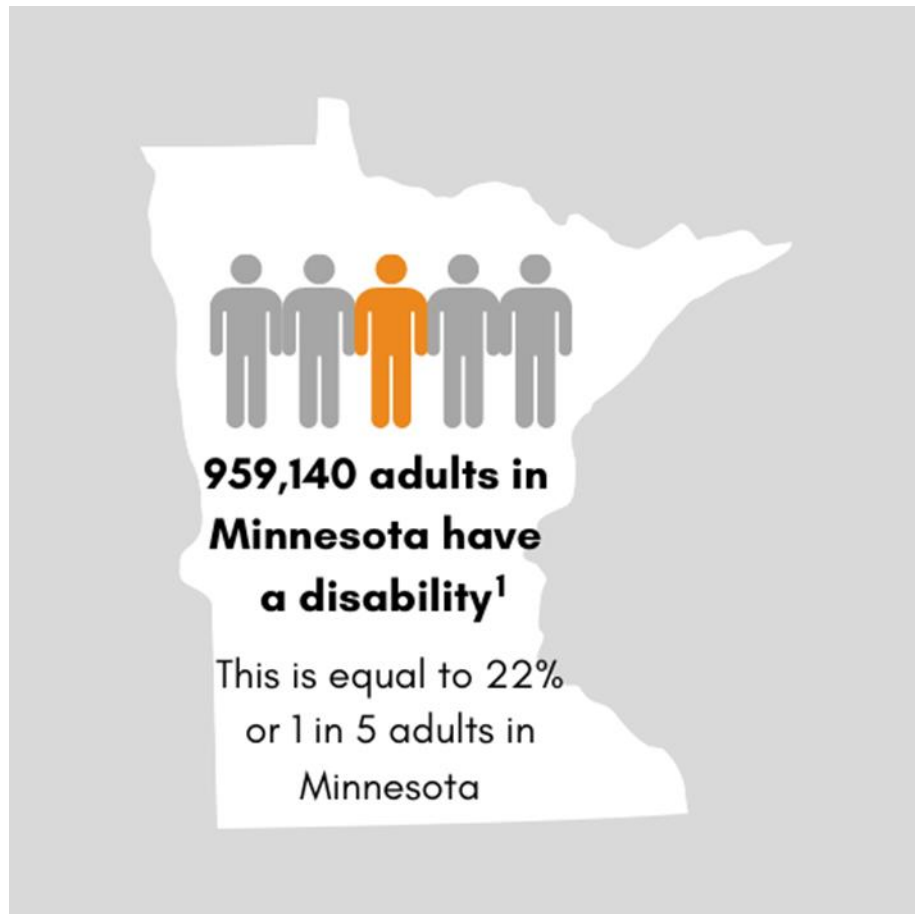 959,140 adults in
Minnesota have
a disability¹
This is equal to 22%
or 1 in 5 adults in
Minnesota